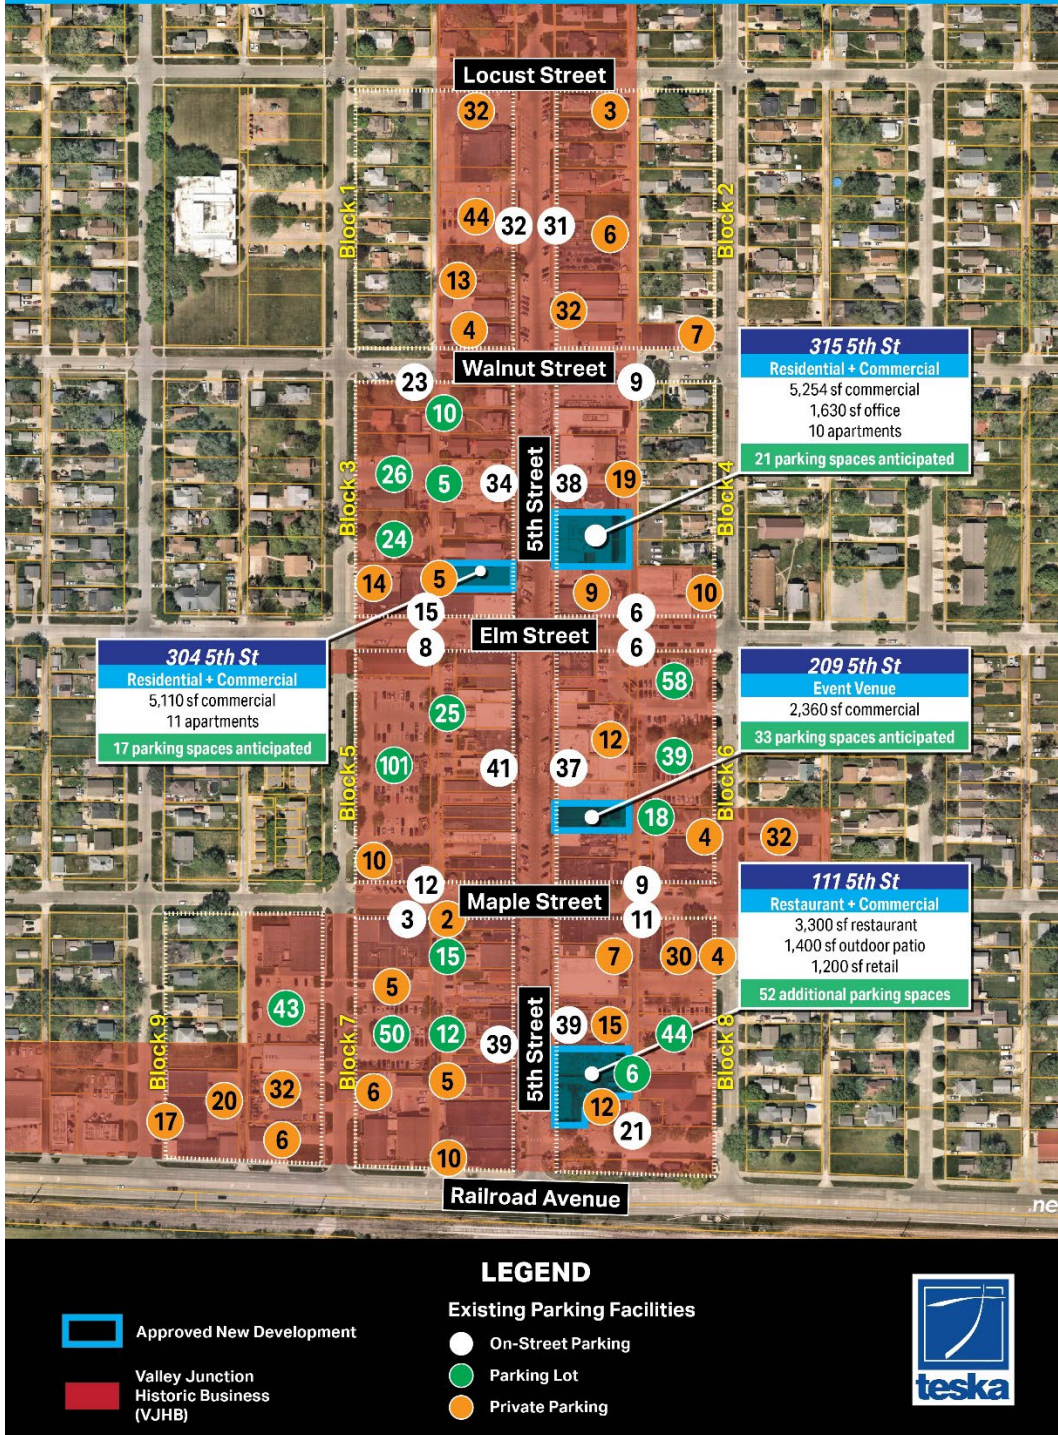 Locust Street
32
3
44
32
31
6
13
32
4
7
Block 1
Block 2
Walnut Street
23
9
10
26
5
34
38
19
24
14
5
9
10
15
6
Block 3
Block 4
5th Street
315 5th St
Residential + Commercial
5,254 sf commercial
1,630 sf office
10 apartments
21 parking spaces anticipated
Elm Street
8
6
58
25
12
39
101
41
37
18
4
32
10
12
9
Block 5
Block 6
304 5th St
Residential + Commercial
5,110 sf commercial
11 apartments
17 parking spaces anticipated
209 5th St
Event Venue
2,360 sf commercial
33 parking spaces anticipated
Maple Street
3
2
11
15
7
30
4
5
43
50
12
39
39
15
44
6
5
6
12
21
32
20
17
6
10
Block 9
Block 7
Block 8
5th Street
111 5th St
Restaurant + Commercial
3,300 sf restaurant
1,400 sf outdoor patio
1,200 sf retail
52 additional parking spaces
Railroad Avenue
.ne
LEGEND
Approved New Development
Valley Junction
Historic Business
(VJHB)
Existing Parking Facilities
On-Street Parking
Parking Lot
Private Parking
teska